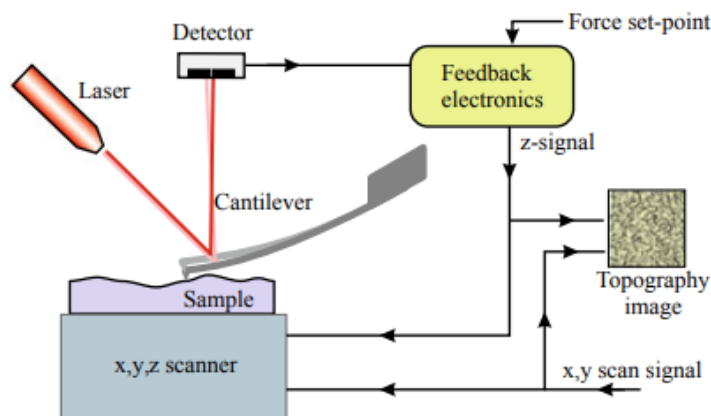 Force set-point
Detector
Feedback
electronics
Laser
z-signal
Cantilever
Sample
Topography
image
x,y,z scanner
x,y scan signal